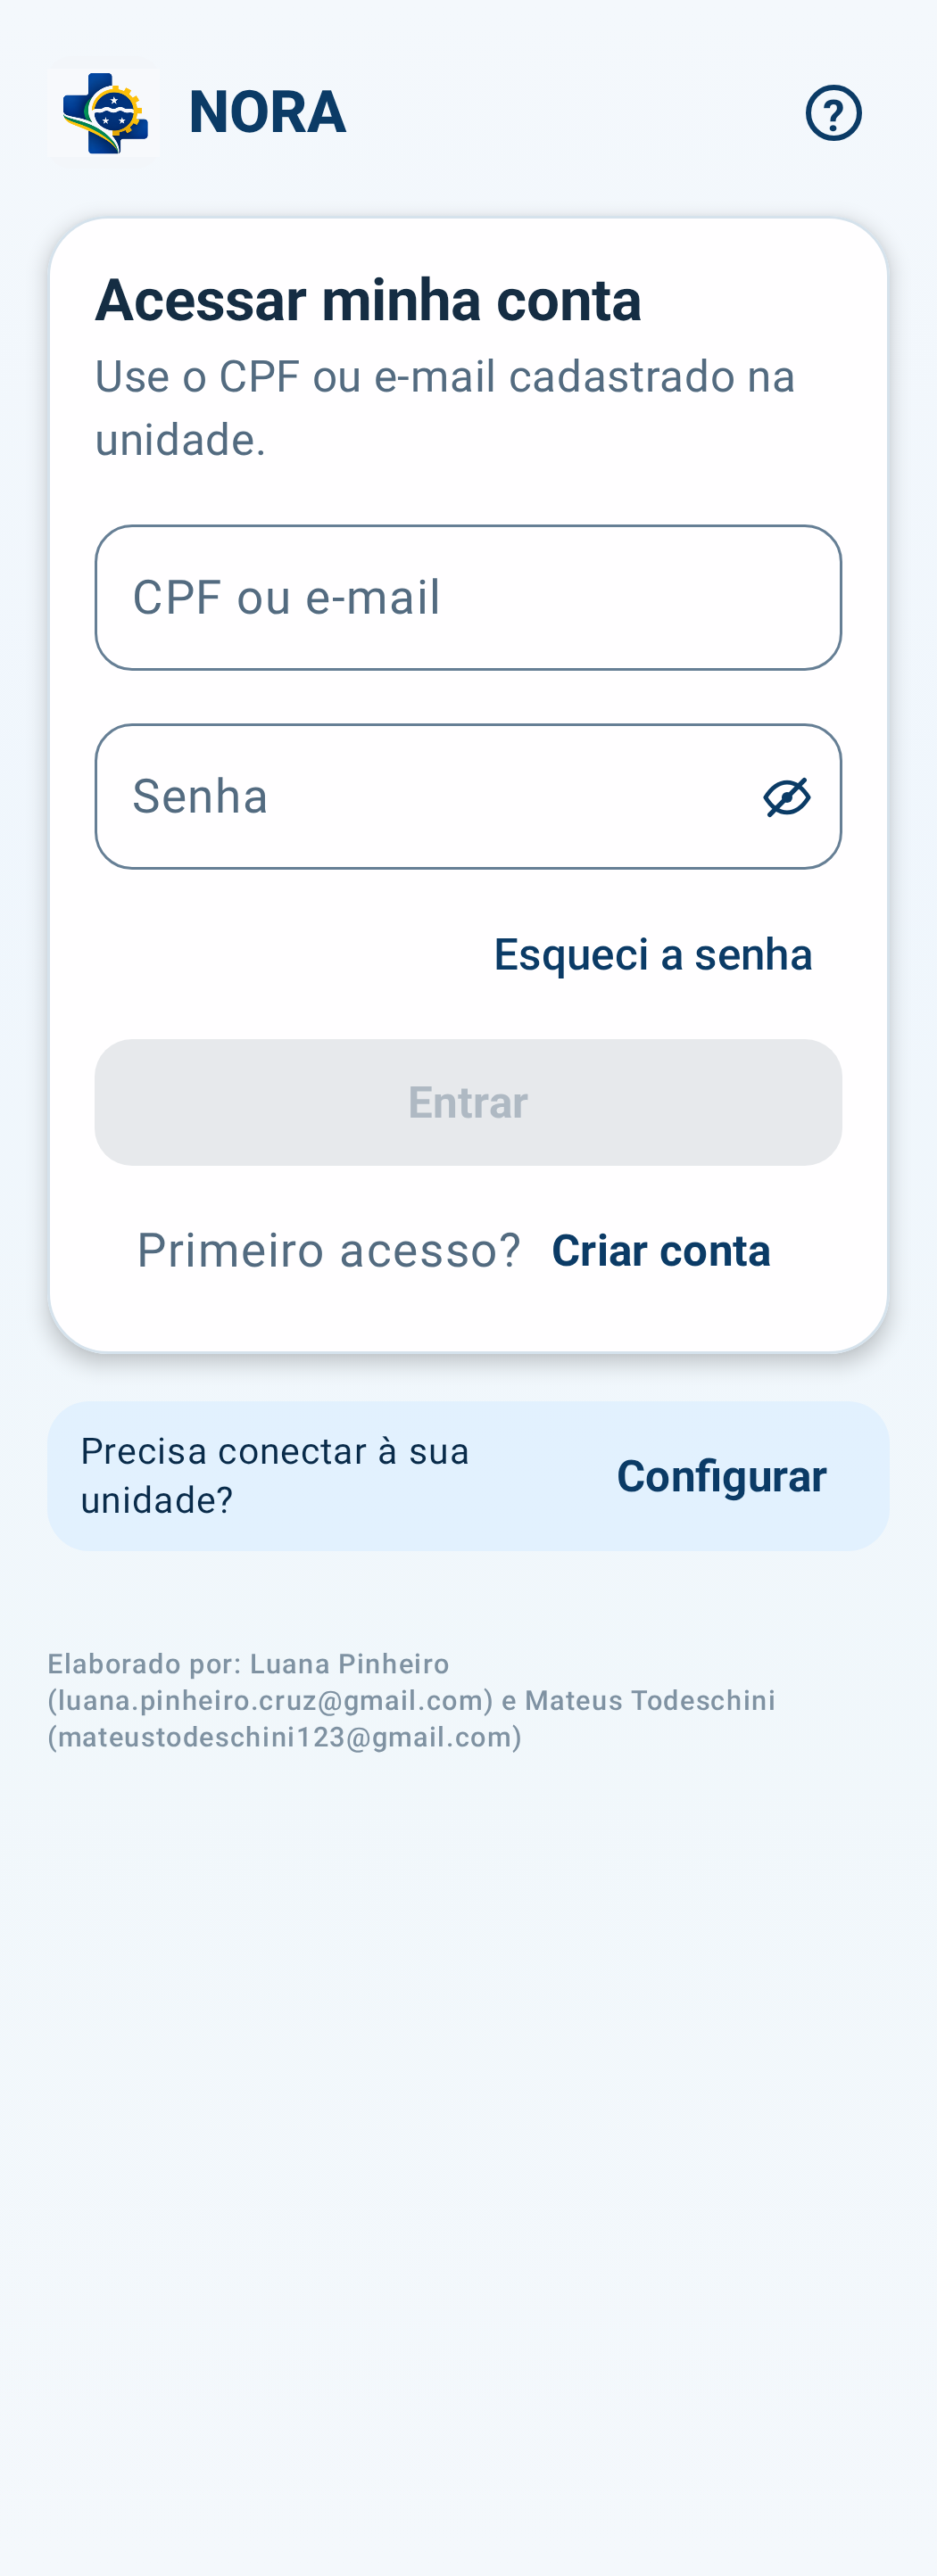 NORA
?
Acessar minha conta
Use o CPF ou e-mail cadastrado na
unidade.
CPF ou e-mail
Senha
Esqueci a senha
Entrar
Primeiro acesso? Criar conta
Precisa conectar à sua
unidade?
Configurar
Elaborado por: Luana Pinheiro
(luana.pinheiro.cruz@gmail.com) e Mateus Todeschini
(mateustodeschini123@gmail.com)